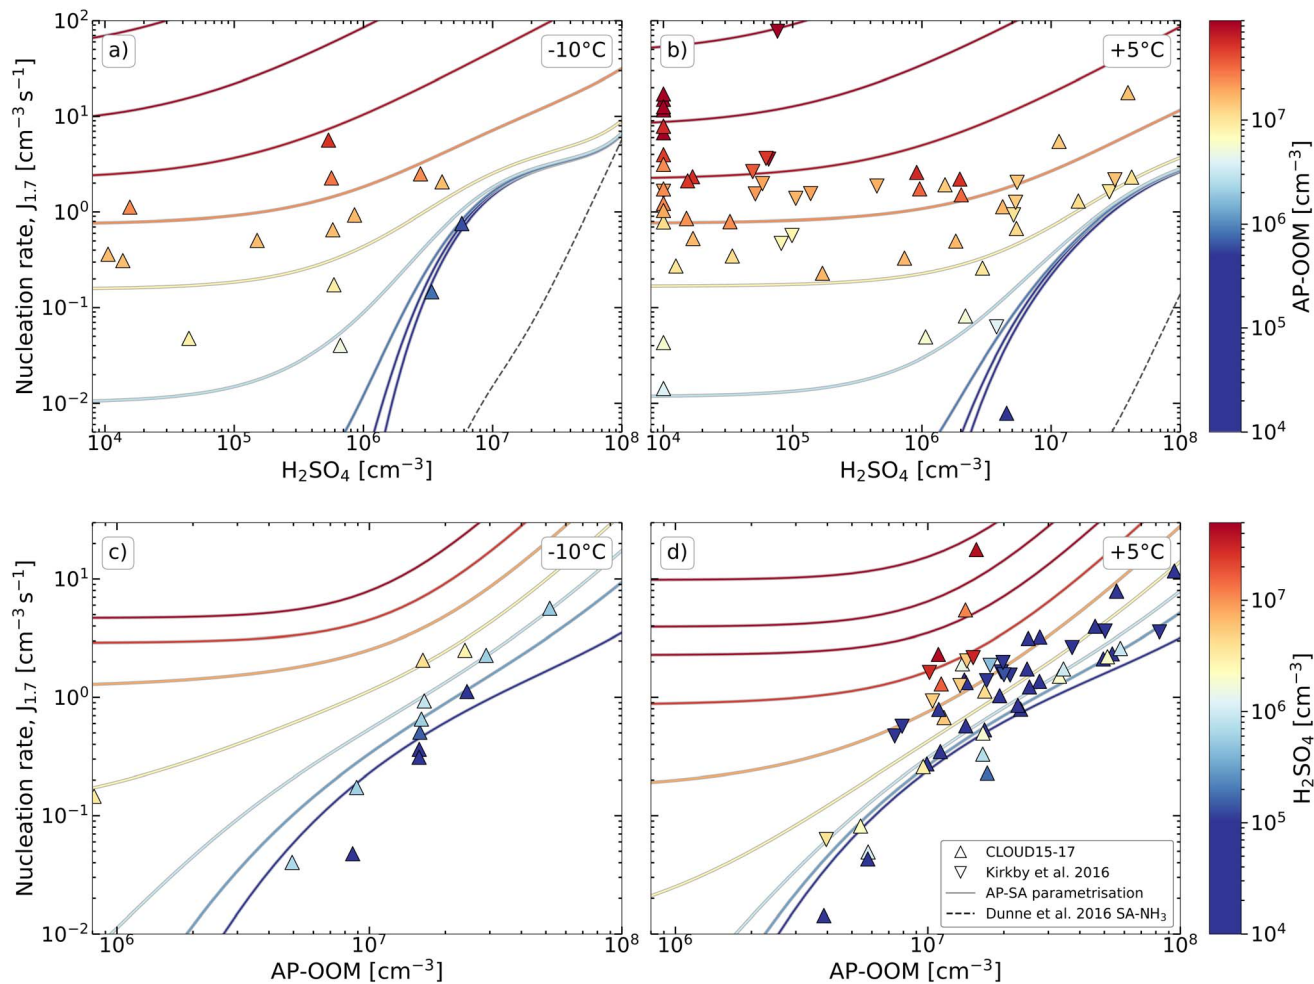 a)
-10°C
Nucleation rate, J₁.₇ [cm⁻³ s⁻¹]
10²
10¹
10⁰
10⁻¹
10⁻²
10⁴ 10⁵ 10⁶ 10⁷ 10⁸
H₂SO₄ [cm⁻³]
b)
+5°C
10⁴ 10⁵ 10⁶ 10⁷ 10⁸
H₂SO₄ [cm⁻³]
10⁷
10⁶
10⁵
10⁴
AP-OOM [cm⁻³]
c)
-10°C
Nucleation rate, J₁.₇ [cm⁻³ s⁻¹]
10¹
10⁰
10⁻¹
10⁻²
10⁶ 10⁷ 10⁸
AP-OOM [cm⁻³]
d)
+5°C
CLOUD15-17
Kirkby et al. 2016
AP-SA parametrisation
Dunne et al. 2016 SA-NH₃
10⁶ 10⁷ 10⁸
AP-OOM [cm⁻³]
10⁷
10⁶
10⁵
10⁴
H₂SO₄ [cm⁻³]